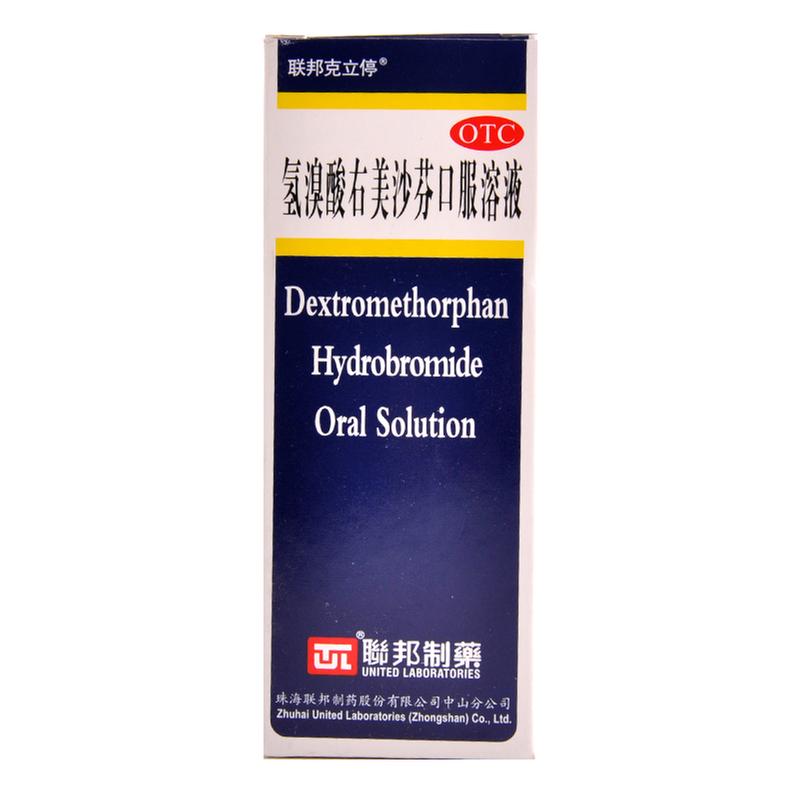 联邦克立停®
OTC
氢溴酸右美沙芬口服溶液
Dextromethorphan
Hydrobromide
Oral Solution
®
聯邦制藥
UNITED LABORATORIES
珠海联邦制药股份有限公司中山分公司
Zhuhai United Laboratories (Zhongshan) Co., Ltd.